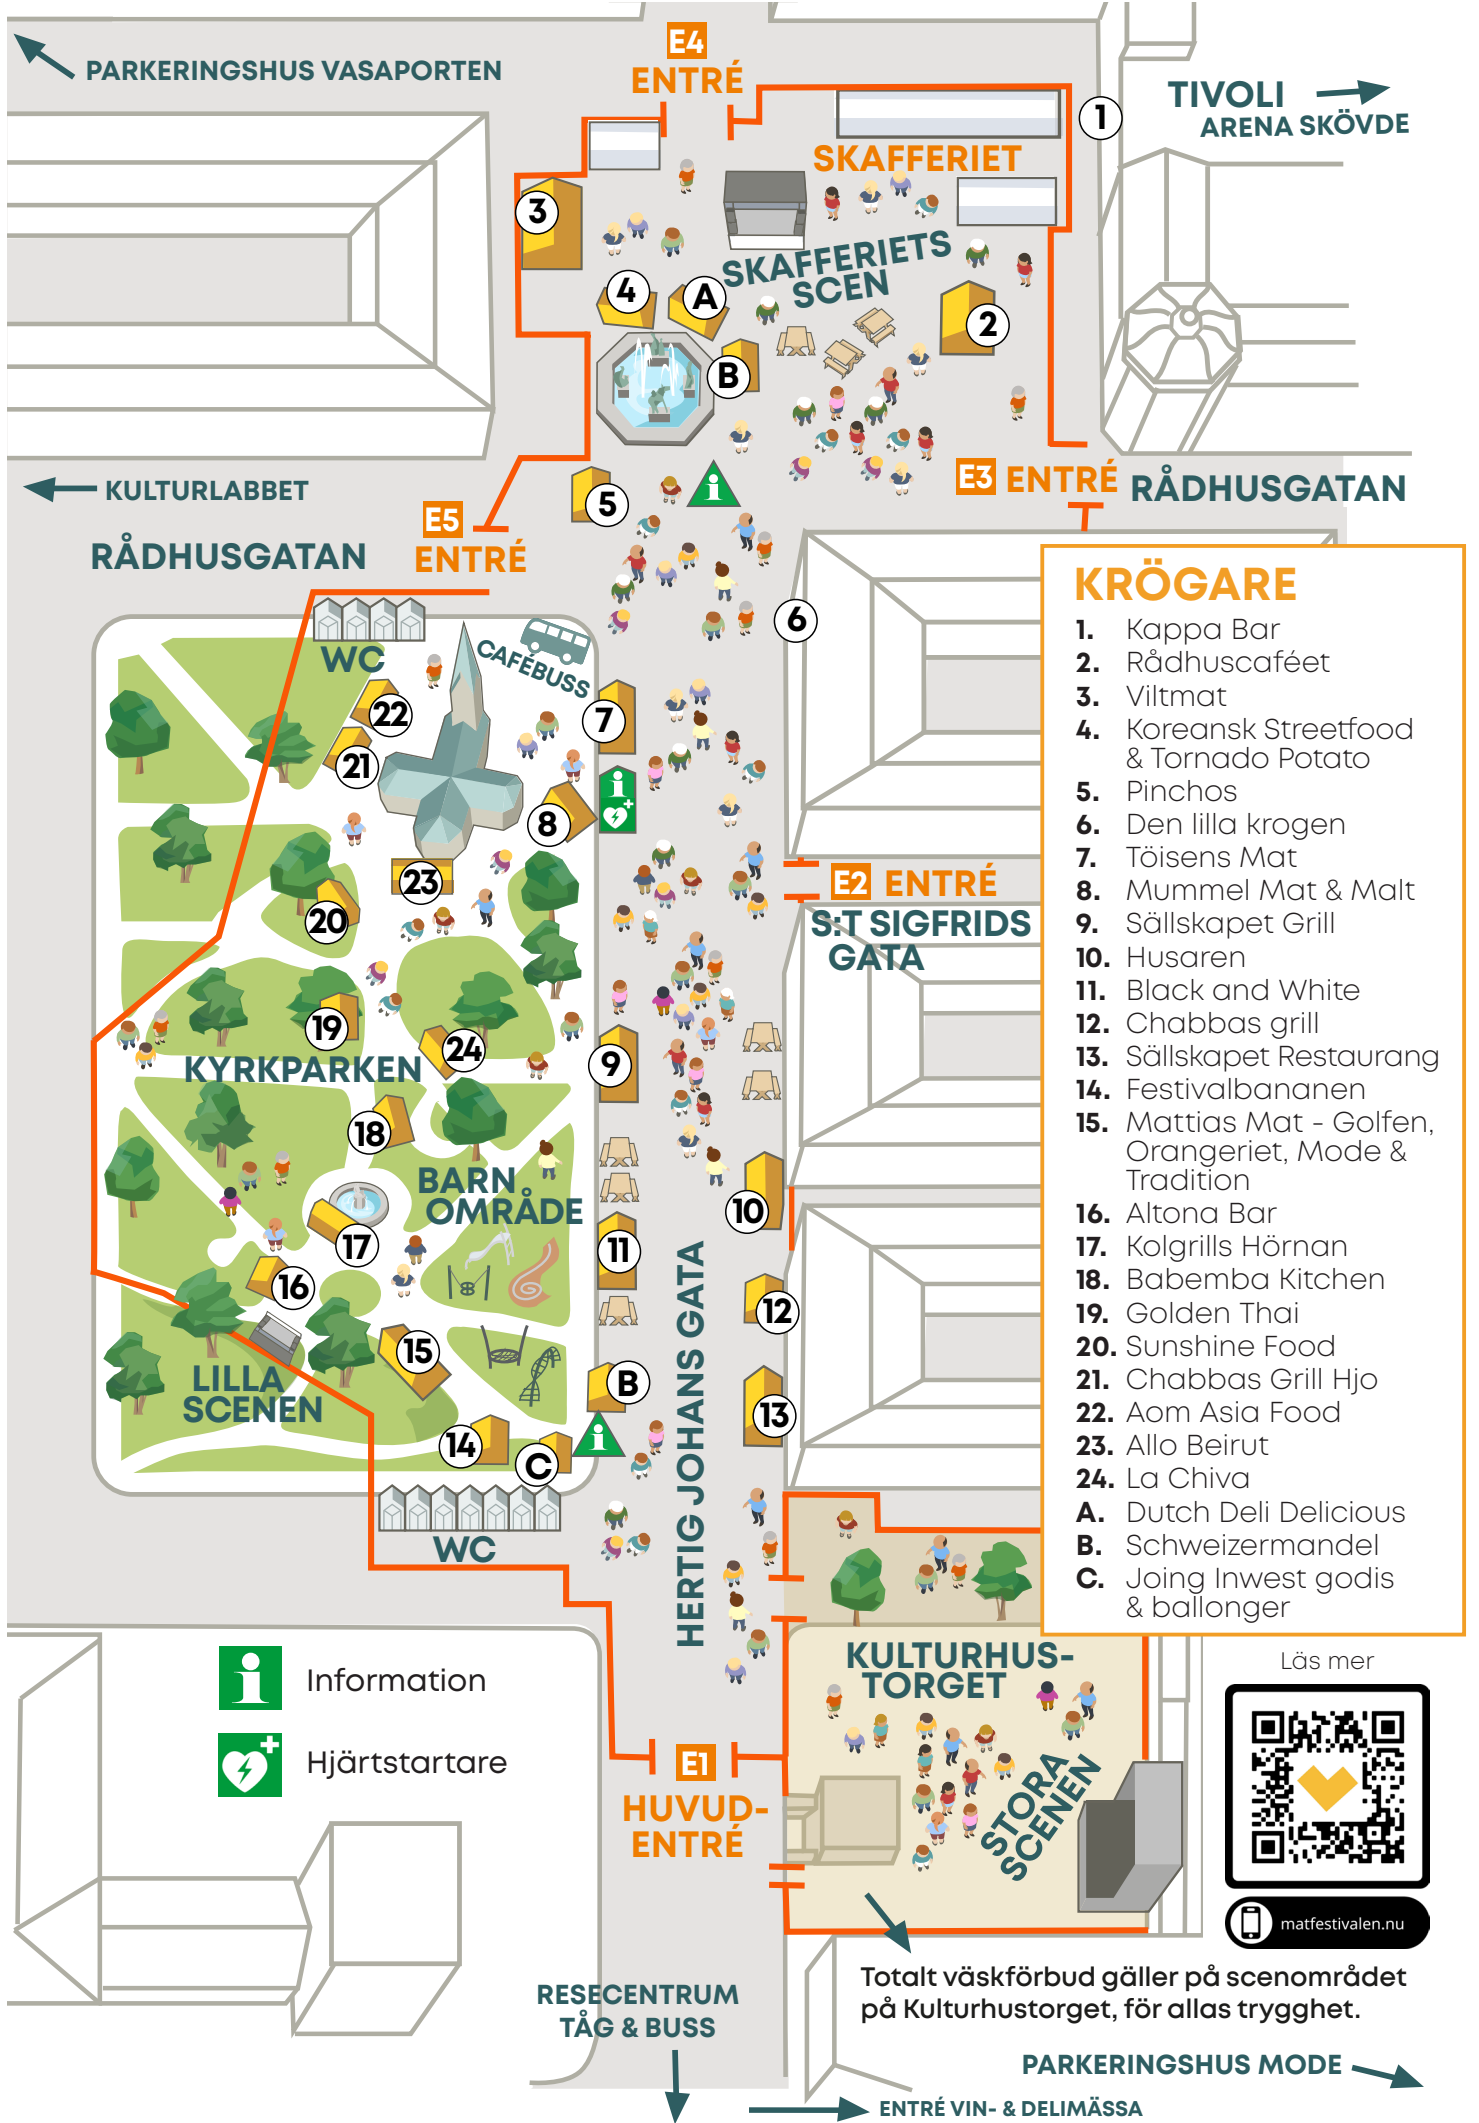 E4
ENTRÉ
PARKERINGSHUS VASAPORTEN
TIVOLI
ARENA SKÖVDE
1
SKAFFERIET
3
SKAFFERIETS
SCEN
4
A
2
B
KULTURLABBET
E5
ENTRÉ
RÅDHUSGATAN
5
i
E3 ENTRÉ
RÅDHUSGATAN
6
WC
CAFÉBUSS
22
21
7
i
8
23
20
E2 ENTRÉ
S:T SIGFRIDS
GATA
19
24
KYRKPARKEN
9
18
BARN
OMRÅDE
17
10
11
16
12
15
LILLA
SCENEN
B
13
14
C
i
WC
HERTIG JOHANS GATA
KRÖGARE
1. Kappa Bar
2. Rådhuscaféet
3. Viltmat
4. Koreansk Streetfood
& Tornado Potato
5. Pinchos
6. Den lilla krogen
7. Töisens Mat
8. Mummel Mat & Malt
9. Sällskapet Grill
10. Husaren
11. Black and White
12. Chabbas grill
13. Sällskapet Restaurang
14. Festivalbananen
15. Mattias Mat - Golfen,
Orangeriet, Mode &
Tradition
16. Altona Bar
17. Kolgrills Hörnan
18. Babemba Kitchen
19. Golden Thai
20. Sunshine Food
21. Chabbas Grill Hjo
22. Aom Asia Food
23. Allo Beirut
24. La Chiva
A. Dutch Deli Delicious
B. Schweizermandel
C. Joing Inwest godis
& ballonger
i Information
Hjärtstartare
KULTURHUS-
TORGET
STORA
SCENEN
E1
HUVUD-
ENTRÉ
Läs mer
matfestivalen.nu
Totalt väskförbud gäller på scenområdet
på Kulturhustorget, för allas trygghet.
RESECENTRUM
TÅG & BUSS
PARKERINGSHUS MODE
ENTRÉ VIN- & DELIMÄSSA